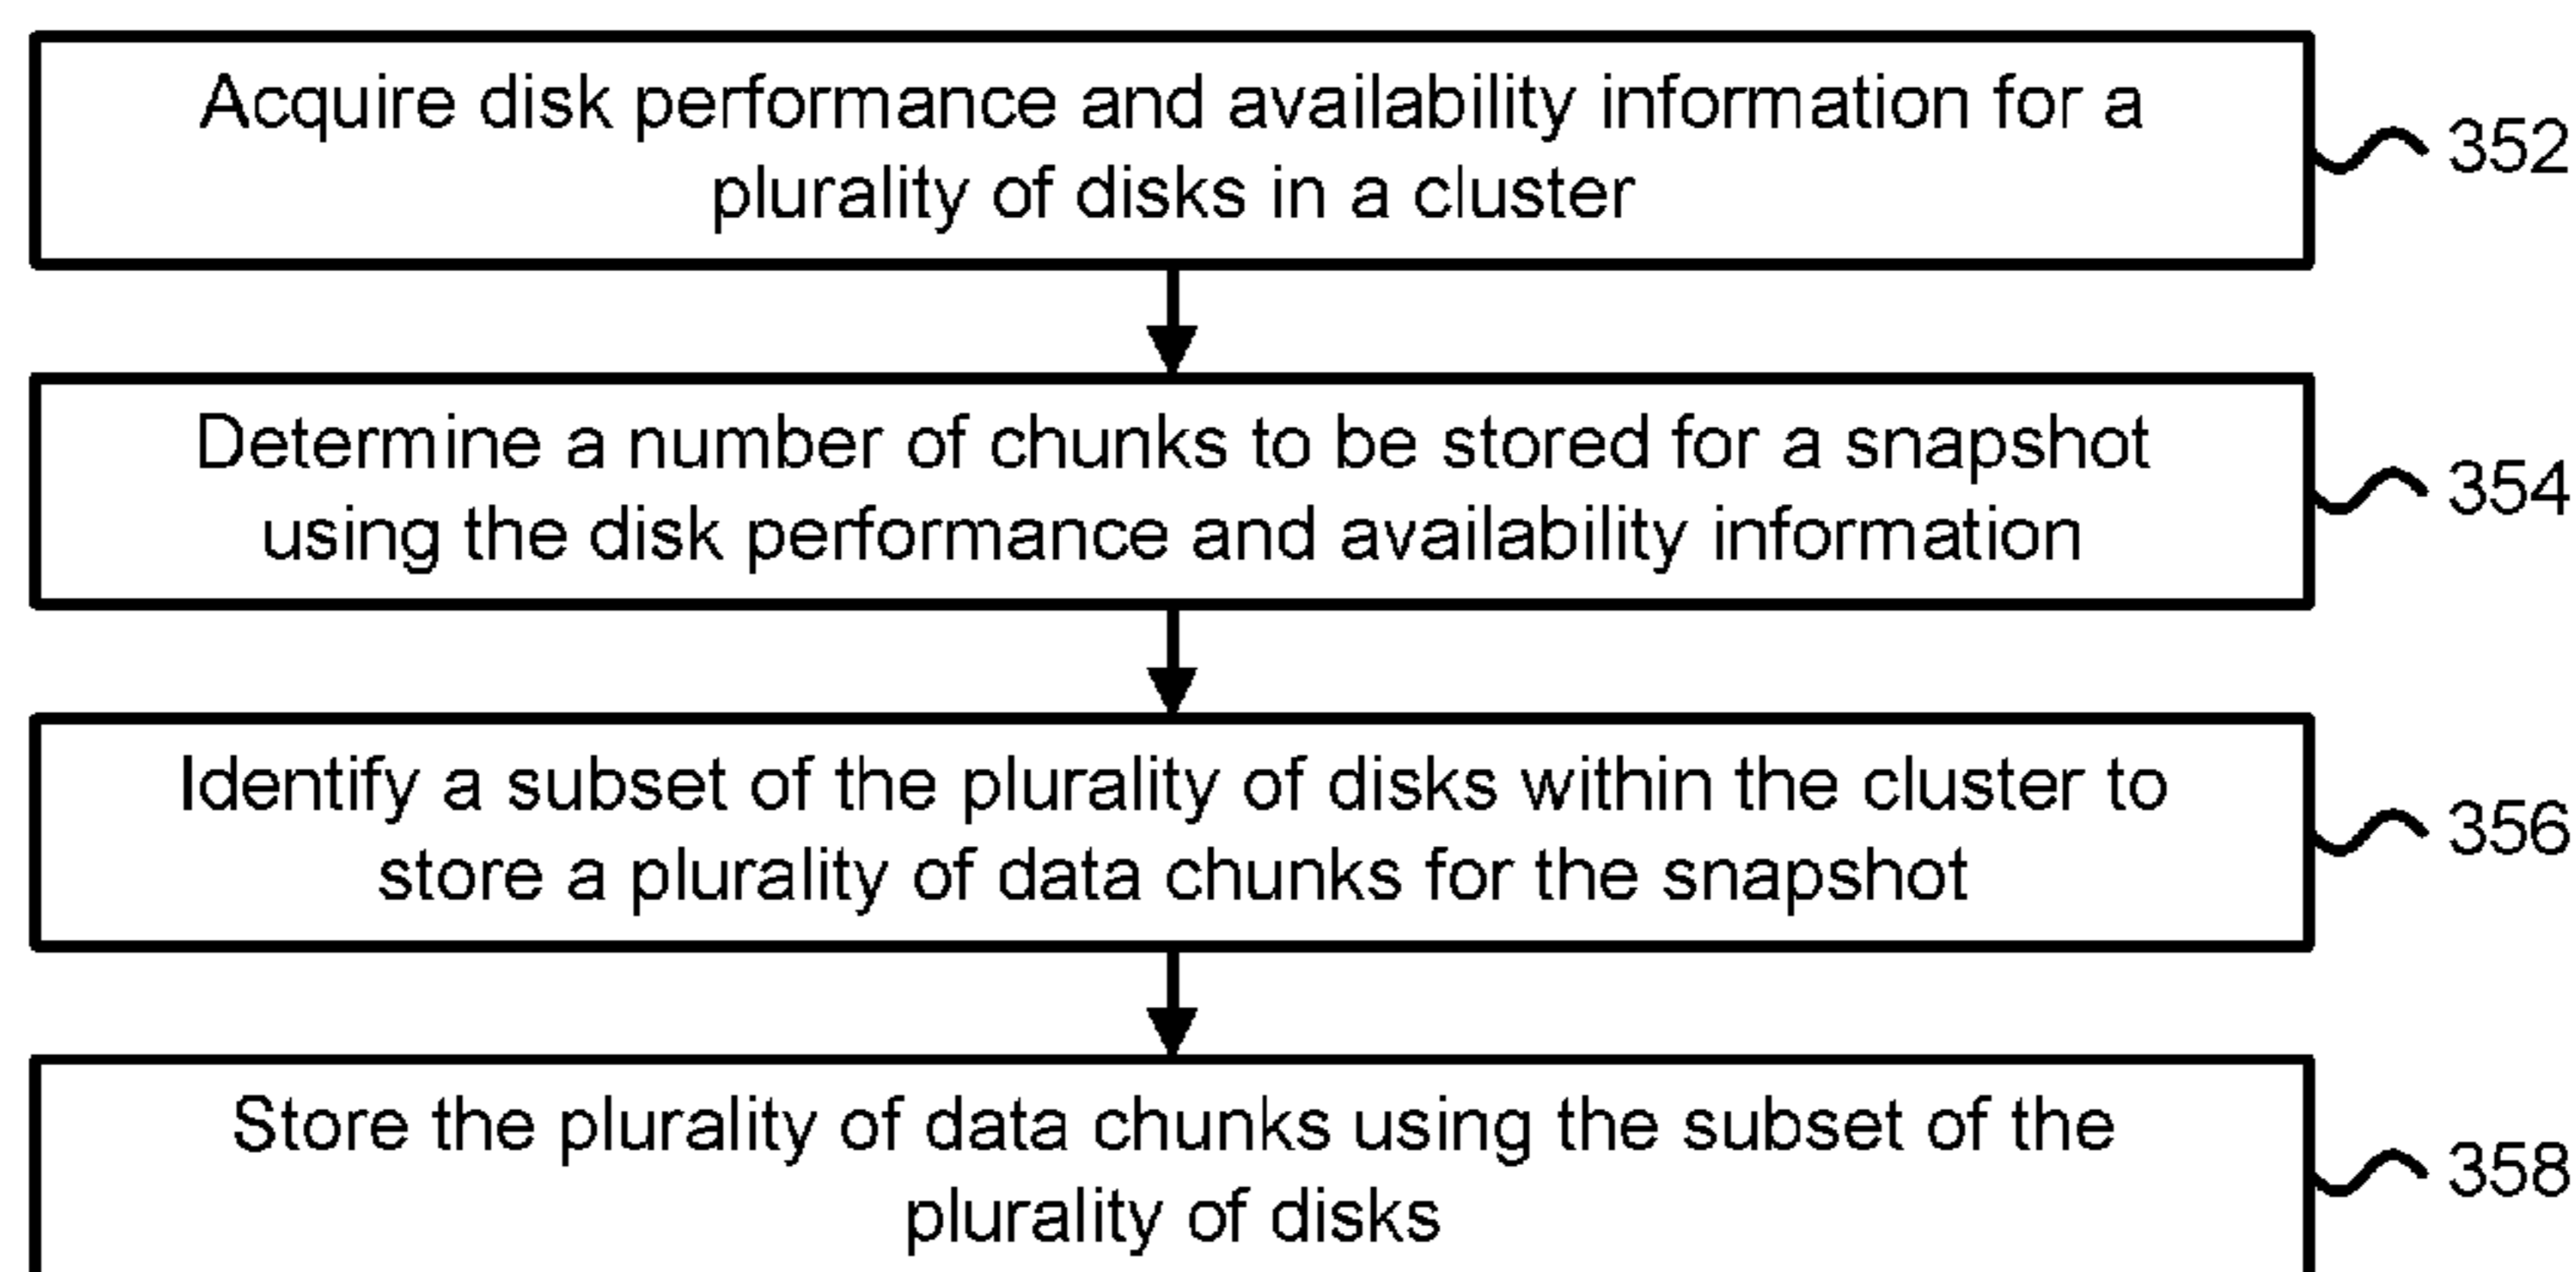 Acquire disk performance and availability information for a
plurality of disks in a cluster
352
Determine a number of chunks to be stored for a snapshot
using the disk performance and availability information
354
Identify a subset of the plurality of disks within the cluster to
store a plurality of data chunks for the snapshot
356
Store the plurality of data chunks using the subset of the
plurality of disks
358